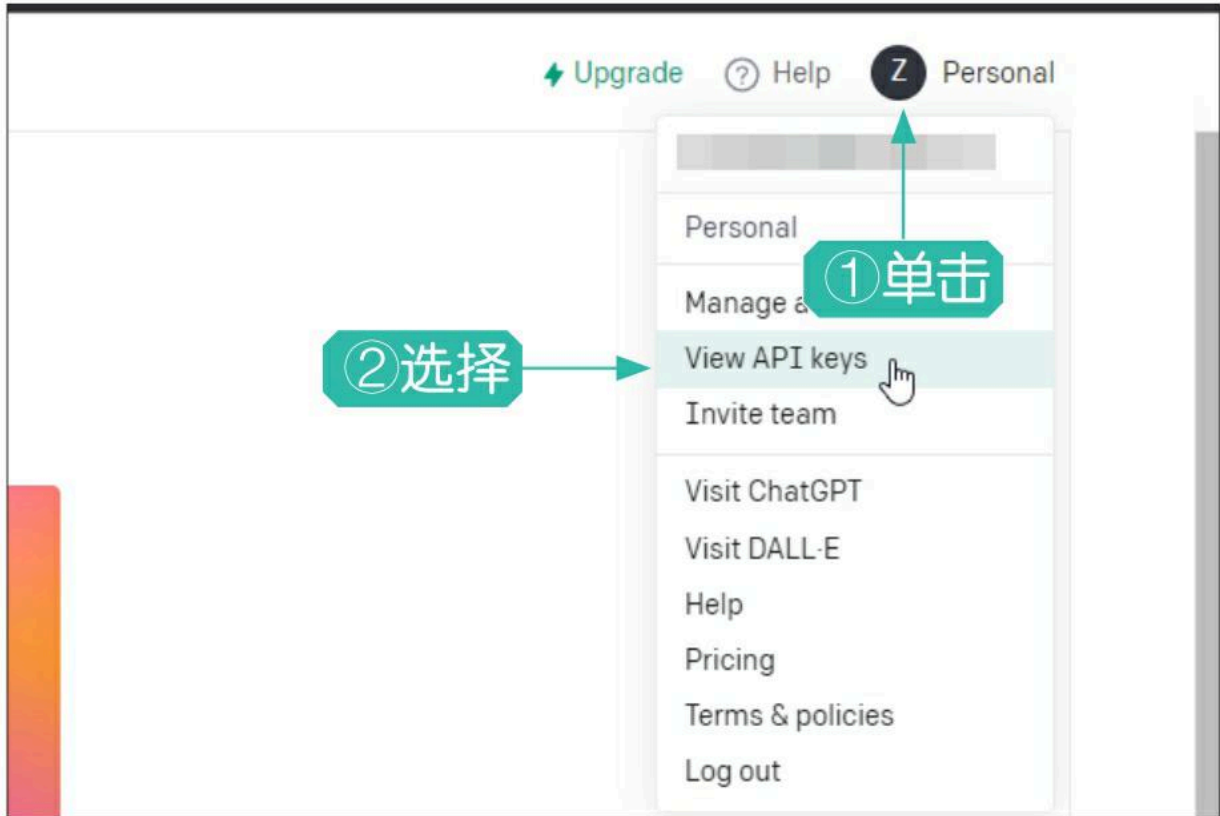 Upgrade Help Z Personal
Personal
①单击
Manage a
②选择
View API keys
Invite team
Visit ChatGPT
Visit DALL·E
Help
Pricing
Terms & policies
Log out